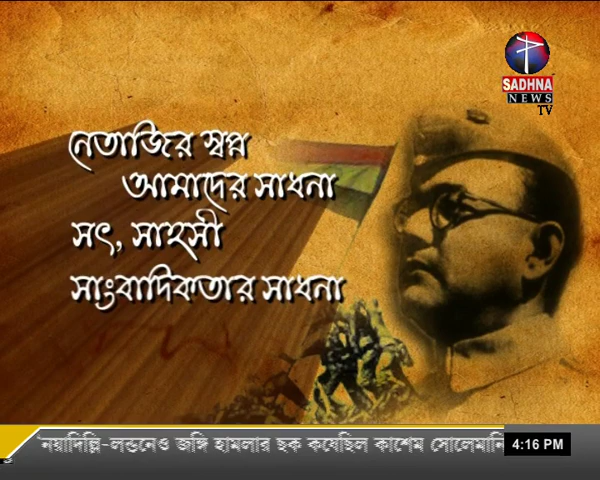 SADHNA
NEWS
TV
নেতাজির স্বপ্ন
আমাদের সাধনা
সৎ, সাহসী
সাংবাদিকতার সাধনা
'নয়াদিল্লি-লন্ডনেও জঙ্গি হামলার ছক কষেছিল কাশেম সোলেমানি
4:16 PM